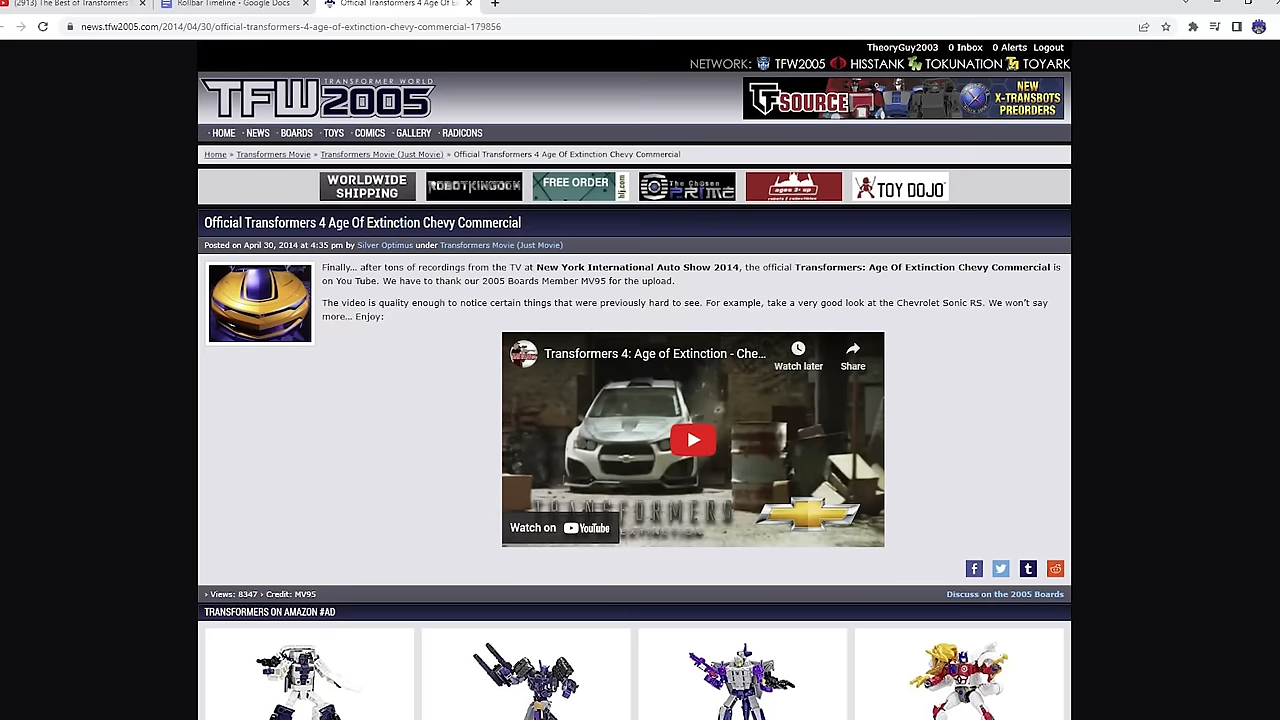 (2913) The Best of Transformers
Rollbar Timeline - Google Docs
Official Transformers 4 Age Of E
news.tfw2005.com/2014/04/30/official-transformers-4-age-of-extinction-chevy-commercial-179856
TheoryGuy2003 0 Inbox 0 Alerts Logout
NETWORK: TFW2005 HISSTANK TOKUNATION TOYARK
TRANSFORMER WORLD
TFW2005
TFSOURCE
NEW
X-TRANSBOTS
PREORDERS
· HOME · NEWS · BOARDS · TOYS · COMICS · GALLERY · RADICONS
Home » Transformers Movie » Transformers Movie (Just Movie) » Official Transformers 4 Age Of Extinction Chevy Commercial
WORLDWIDE
SHIPPING
ROBOTKINGDOM
FREE ORDER
hlj.com
The Chosen
PRIME
ages 3 up
robots & collectibles
TOY DOJO
Official Transformers 4 Age Of Extinction Chevy Commercial
Posted on April 30, 2014 at 4:35 pm by Silver Optimus under Transformers Movie (Just Movie)
Finally… after tons of recordings from the TV at New York International Auto Show 2014, the official Transformers: Age Of Extinction Chevy Commercial is
on You Tube. We have to thank our 2005 Boards Member MV95 for the upload.
The video is quality enough to notice certain things that were previously hard to see. For example, take a very good look at the Chevrolet Sonic RS. We won't say
more… Enjoy:
Transformers 4: Age of Extinction - Che...
Watch later
Share
TRANSFORMERS
EXTINCTION
Watch on YouTube
› Views: 8347 › Credit: MV95
Discuss on the 2005 Boards
TRANSFORMERS ON AMAZON #AD